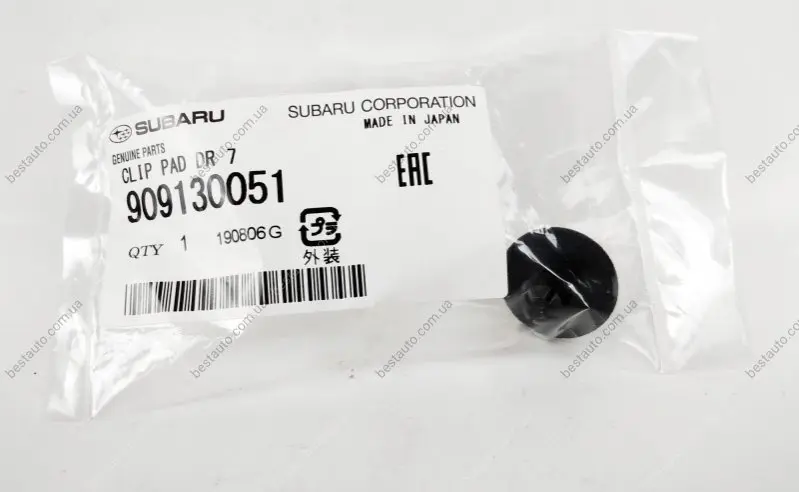 SUBARU
SUBARU CORPORATION
MADE IN JAPAN
GENUINE PARTS
CLIP PAD DR 7
909130051
EAC
QTY 1 190806G
プラ
外装
bestauto.com.ua